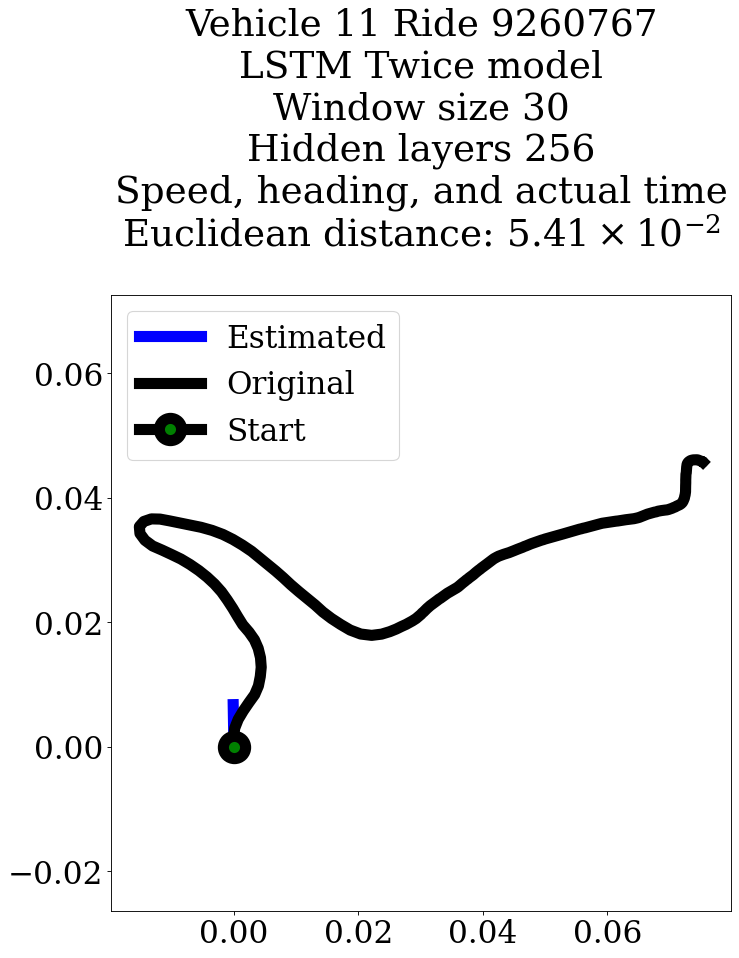 Vehicle 11 Ride 9260767
LSTM Twice model
Window size 30
Hidden layers 256
Speed, heading, and actual time
Euclidean distance: 5.41 × 10⁻²
Estimated
Original
Start
0.06
0.04
0.02
0.00
−0.02
0.00 0.02 0.04 0.06